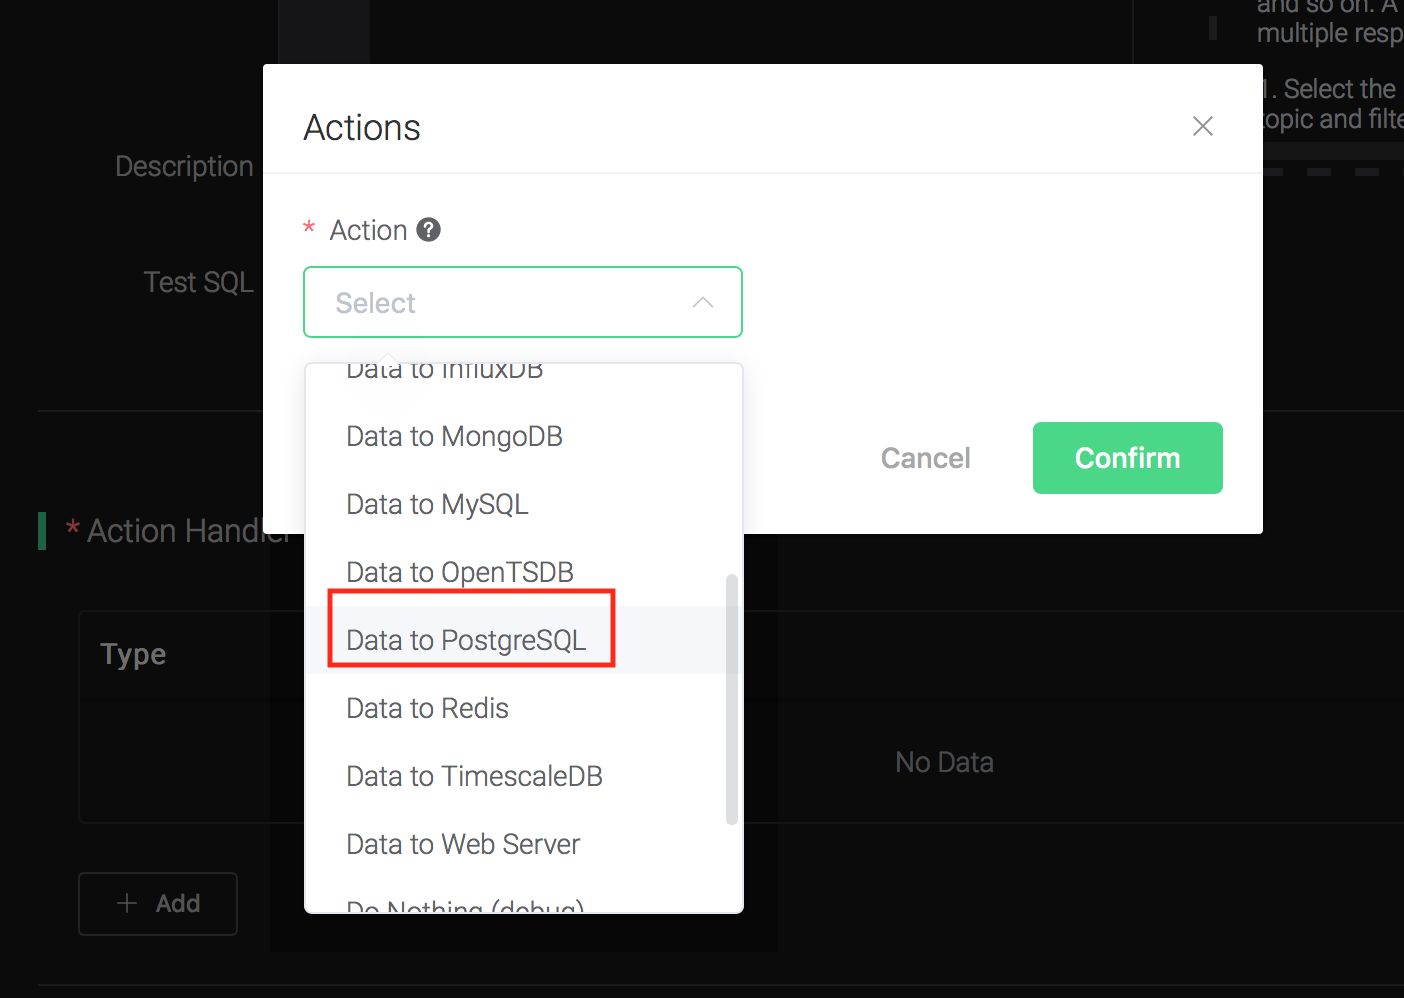 and so on. A
multiple resp
1. Select the
topic and filte
Actions
Description
* Action ?
Test SQL
Select
Data to InfluxDB
Data to MongoDB
Cancel
Confirm
Data to MySQL
* Action Handler
Data to OpenTSDB
Data to PostgreSQL
Type
Data to Redis
No Data
Data to TimescaleDB
Data to Web Server
+ Add
Do Nothing (debug)